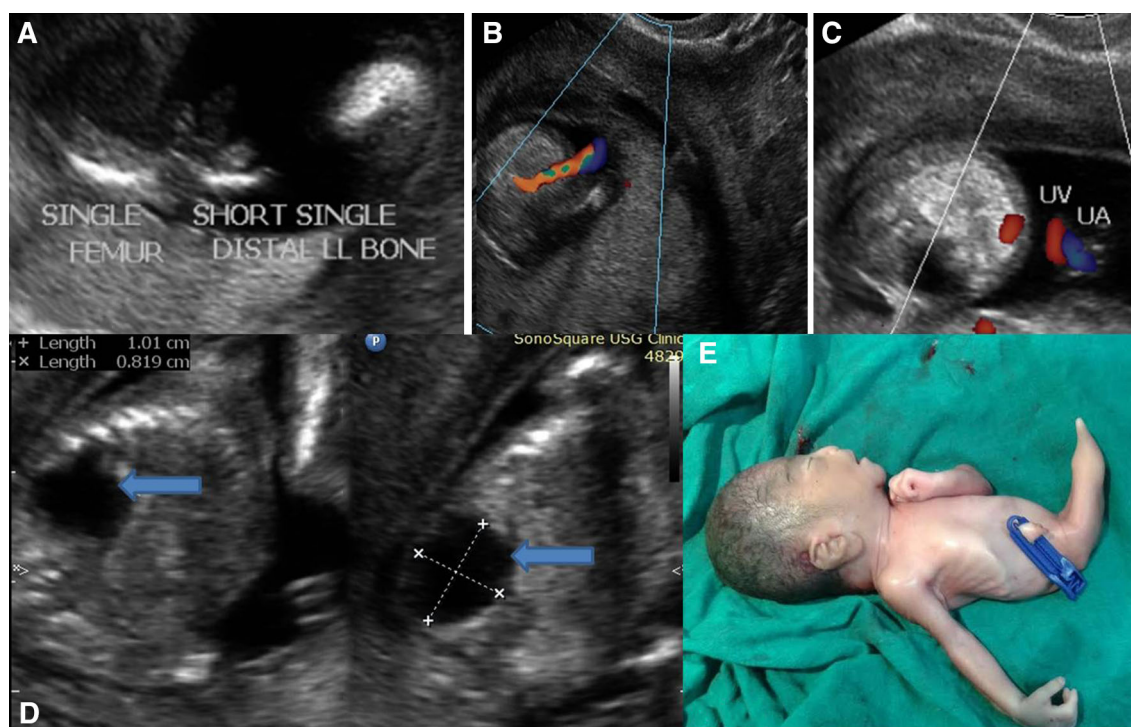 A
SINGLE
FEMUR
SHORT SINGLE
DISTAL LL BONE
B
C
UV
UA
+ Length 1.01 cm
× Length 0.819 cm
P
SonoSquare USG Clinic
4829
D
E